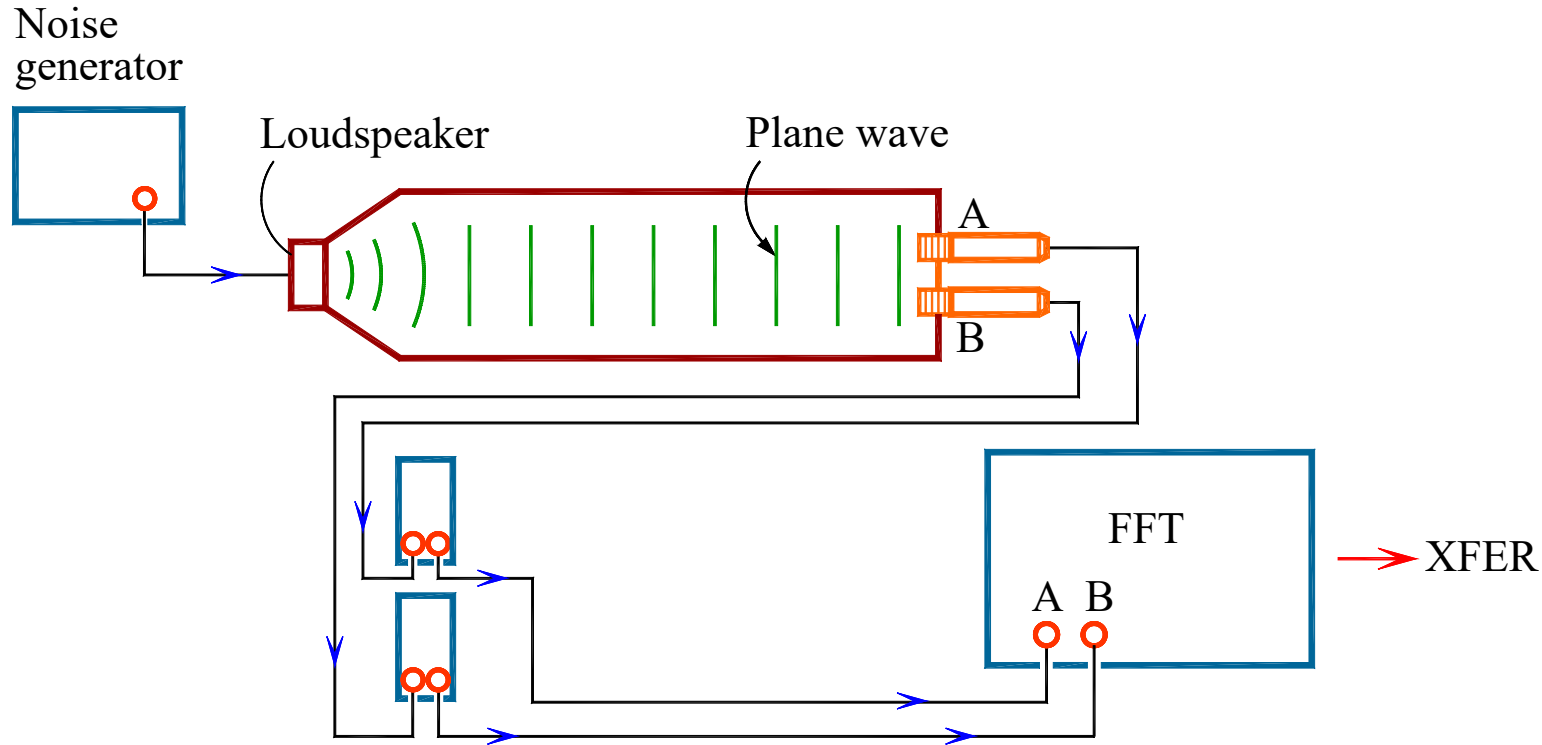 Noise
generator
Loudspeaker
Plane wave
A
B
FFT
XFER
A B